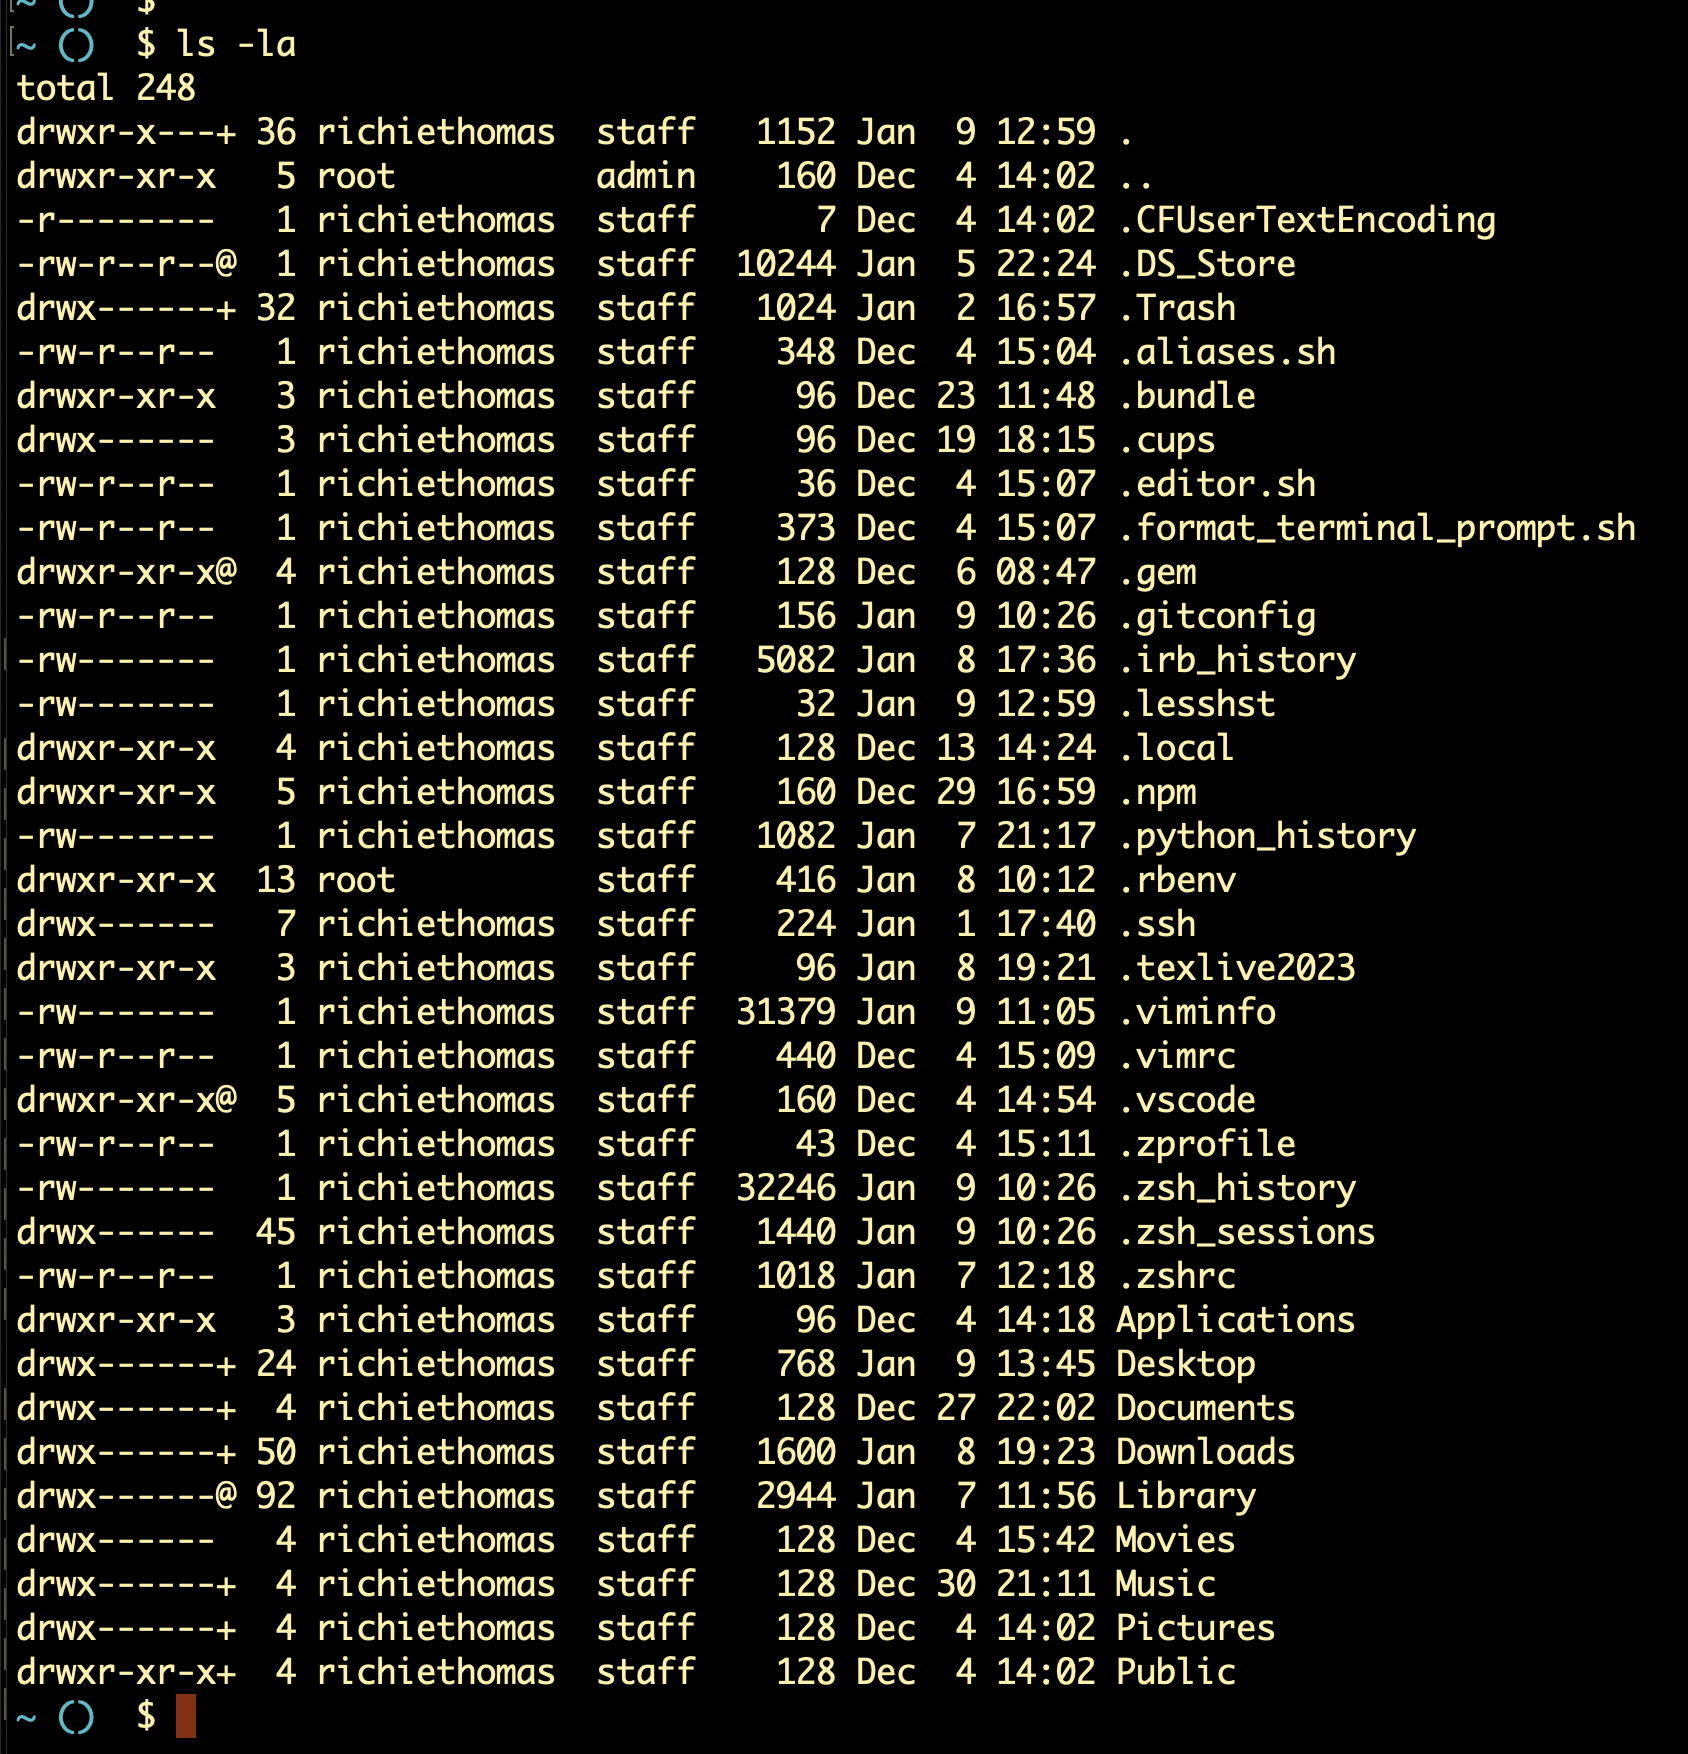 ~ () $
~ () $ ls -la
total 248
drwxr-x---+ 36 richiethomas  staff   1152 Jan  9 12:59 .
drwxr-xr-x   5 root          admin    160 Dec  4 14:02 ..
-r--------   1 richiethomas  staff      7 Dec  4 14:02 .CFUserTextEncoding
-rw-r--r--@  1 richiethomas  staff  10244 Jan  5 22:24 .DS_Store
drwx------+ 32 richiethomas  staff   1024 Jan  2 16:57 .Trash
-rw-r--r--   1 richiethomas  staff    348 Dec  4 15:04 .aliases.sh
drwxr-xr-x   3 richiethomas  staff     96 Dec 23 11:48 .bundle
drwx------   3 richiethomas  staff     96 Dec 19 18:15 .cups
-rw-r--r--   1 richiethomas  staff     36 Dec  4 15:07 .editor.sh
-rw-r--r--   1 richiethomas  staff    373 Dec  4 15:07 .format_terminal_prompt.sh
drwxr-xr-x@  4 richiethomas  staff    128 Dec  6 08:47 .gem
-rw-r--r--   1 richiethomas  staff    156 Jan  9 10:26 .gitconfig
-rw-------   1 richiethomas  staff   5082 Jan  8 17:36 .irb_history
-rw-------   1 richiethomas  staff     32 Jan  9 12:59 .lesshst
drwxr-xr-x   4 richiethomas  staff    128 Dec 13 14:24 .local
drwxr-xr-x   5 richiethomas  staff    160 Dec 29 16:59 .npm
-rw-------   1 richiethomas  staff   1082 Jan  7 21:17 .python_history
drwxr-xr-x  13 root          staff    416 Jan  8 10:12 .rbenv
drwx------   7 richiethomas  staff    224 Jan  1 17:40 .ssh
drwxr-xr-x   3 richiethomas  staff     96 Jan  8 19:21 .texlive2023
-rw-------   1 richiethomas  staff  31379 Jan  9 11:05 .viminfo
-rw-r--r--   1 richiethomas  staff    440 Dec  4 15:09 .vimrc
drwxr-xr-x@  5 richiethomas  staff    160 Dec  4 14:54 .vscode
-rw-r--r--   1 richiethomas  staff     43 Dec  4 15:11 .zprofile
-rw-------   1 richiethomas  staff  32246 Jan  9 10:26 .zsh_history
drwx------  45 richiethomas  staff   1440 Jan  9 10:26 .zsh_sessions
-rw-r--r--   1 richiethomas  staff   1018 Jan  7 12:18 .zshrc
drwxr-xr-x   3 richiethomas  staff     96 Dec  4 14:18 Applications
drwx------+ 24 richiethomas  staff    768 Jan  9 13:45 Desktop
drwx------+  4 richiethomas  staff    128 Dec 27 22:02 Documents
drwx------+ 50 richiethomas  staff   1600 Jan  8 19:23 Downloads
drwx------@ 92 richiethomas  staff   2944 Jan  7 11:56 Library
drwx------   4 richiethomas  staff    128 Dec  4 15:42 Movies
drwx------+  4 richiethomas  staff    128 Dec 30 21:11 Music
drwx------+  4 richiethomas  staff    128 Dec  4 14:02 Pictures
drwxr-xr-x+  4 richiethomas  staff    128 Dec  4 14:02 Public
~ () $